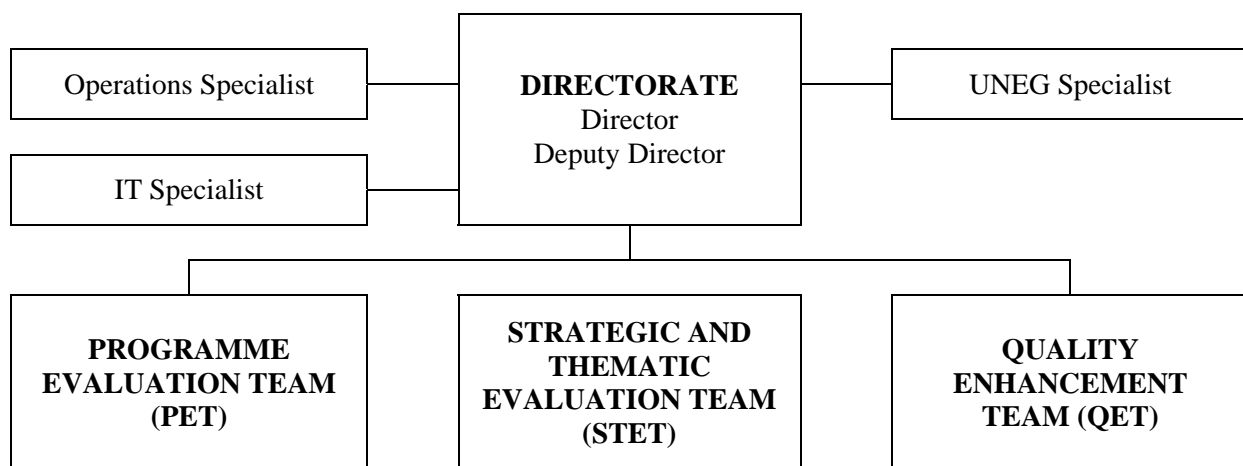 Operations Specialist
DIRECTORATE
Director
Deputy Director
UNEG Specialist
IT Specialist
PROGRAMME
EVALUATION TEAM
(PET)
STRATEGIC AND
THEMATIC
EVALUATION TEAM
(STET)
QUALITY
ENHANCEMENT
TEAM (QET)